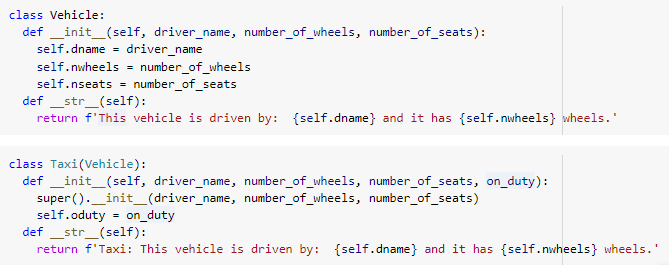 class Vehicle:
  def __init__(self, driver_name, number_of_wheels, number_of_seats):
    self.dname = driver_name
    self.nwheels = number_of_wheels
    self.nseats = number_of_seats
  def __str__(self):
    return f'This vehicle is driven by:  {self.dname} and it has {self.nwheels} wheels.'
class Taxi(Vehicle):
  def __init__(self, driver_name, number_of_wheels, number_of_seats, on_duty):
    super().__init__(driver_name, number_of_wheels, number_of_seats)
    self.oduty = on_duty
  def __str__(self):
    return f'Taxi: This vehicle is driven by:  {self.dname} and it has {self.nwheels} wheels.'